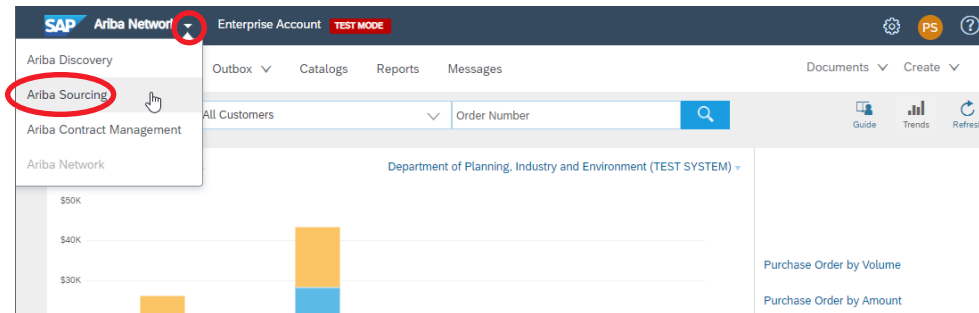 SAP Ariba Network Enterprise Account TEST MODE PS
Ariba Discovery
Ariba Sourcing
Ariba Contract Management
Ariba Network
Outbox Catalogs Reports Messages Documents Create
All Customers Order Number
Guide Trends Refresh
Department of Planning, Industry and Environment (TEST SYSTEM)
$50K
$40K
$30K
Purchase Order by Volume
Purchase Order by Amount